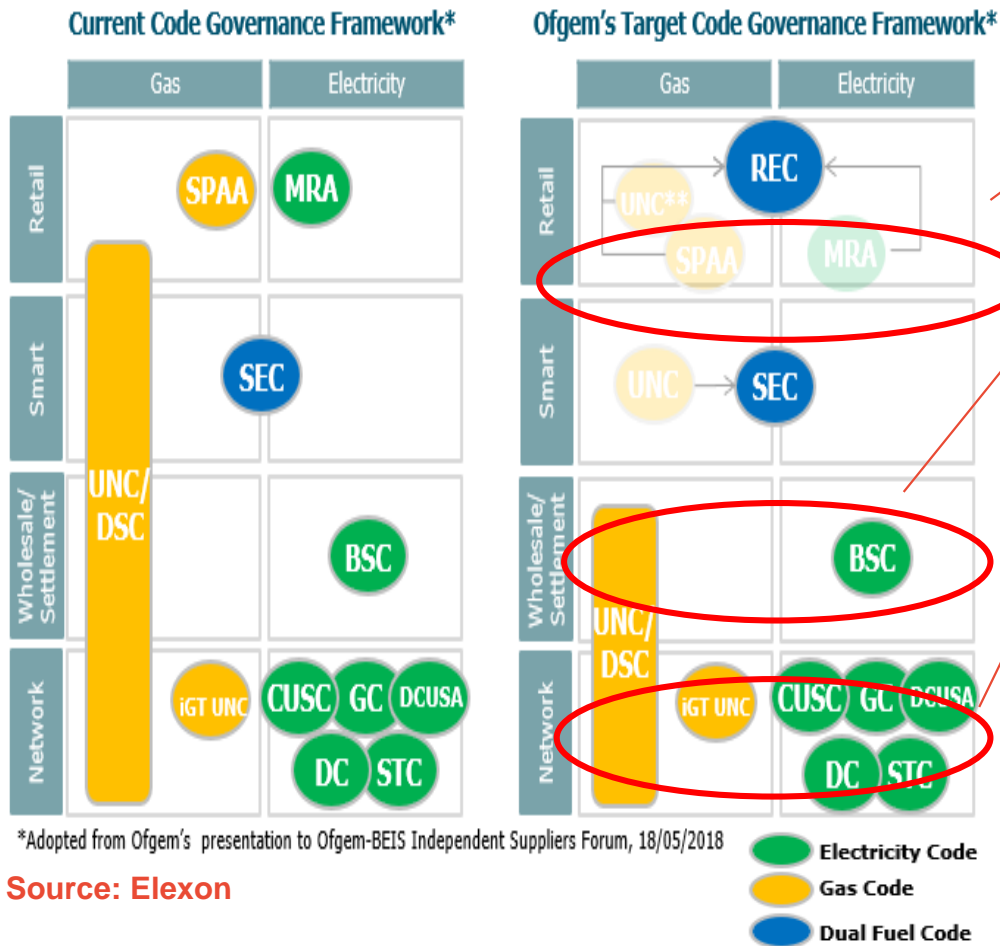 Current Code Governance Framework*
Gas
Electricity
Retail
SPAA
MRA
Smart
SEC
Wholesale/
Settlement
UNC/
DSC
BSC
Network
iGT UNC
CUSC
GC
DCUSA
DC
STC
Ofgem's Target Code Governance Framework*
Gas
Electricity
Retail
REC
UNC**
SPAA
MRA
Smart
UNC
SEC
Wholesale/
Settlement
BSC
UNC/
DSC
Network
iGT UNC
CUSC
GC
DCUSA
DC
STC
*Adopted from Ofgem's presentation to Ofgem-BEIS Independent Suppliers Forum, 18/05/2018
Electricity Code
Gas Code
Dual Fuel Code
Source: Elexon